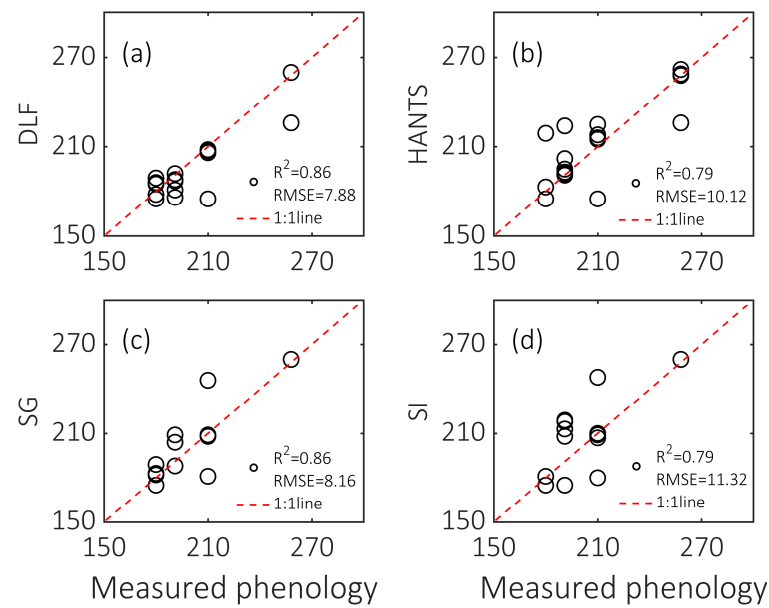 270
210
150
DLF
(a)
R²=0.86
RMSE=7.88
1:1line
150 210 270
270
210
150
HANTS
(b)
R²=0.79
RMSE=10.12
1:1line
150 210 270
270
210
150
SG
(c)
R²=0.86
RMSE=8.16
1:1line
150 210 270
Measured phenology
270
210
150
SI
(d)
R²=0.79
RMSE=11.32
1:1line
150 210 270
Measured phenology